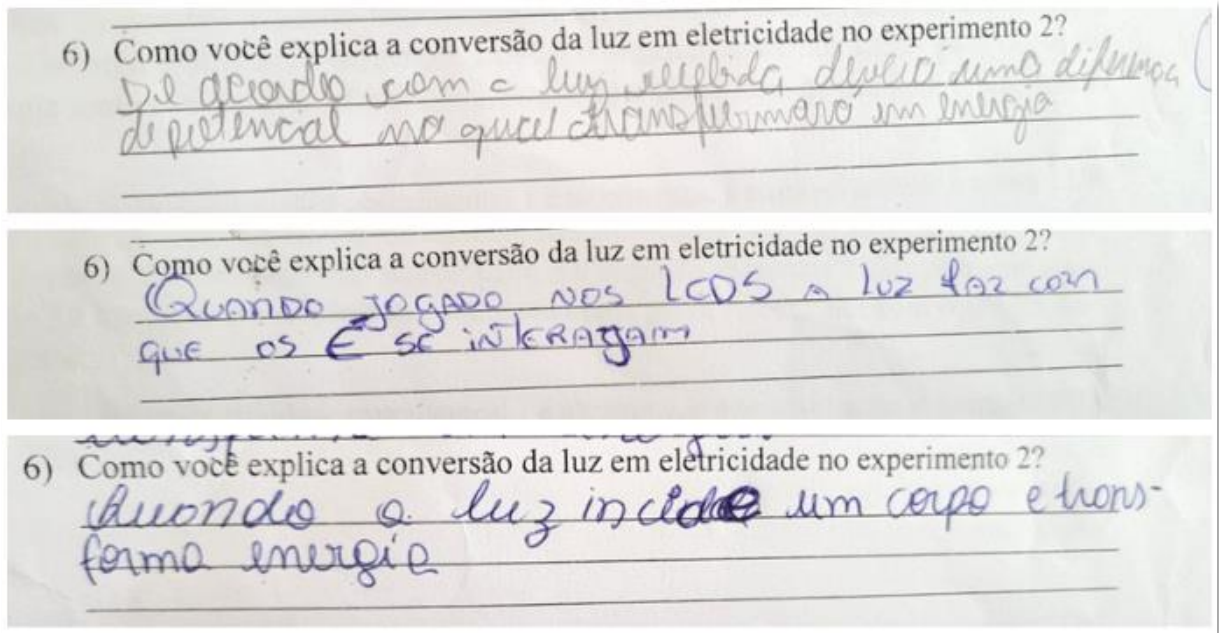 6) Como você explica a conversão da luz em eletricidade no experimento 2?
De acordo com a luz recebida uma diferença
de potencial no qual transformaro em energia
6) Como você explica a conversão da luz em eletricidade no experimento 2?
Quando jogado nos LCDS a luz faz com
que os E⁻ se interagam
6) Como você explica a conversão da luz em eletricidade no experimento 2?
Quando a luz incide um corpo e trans-
forma energia